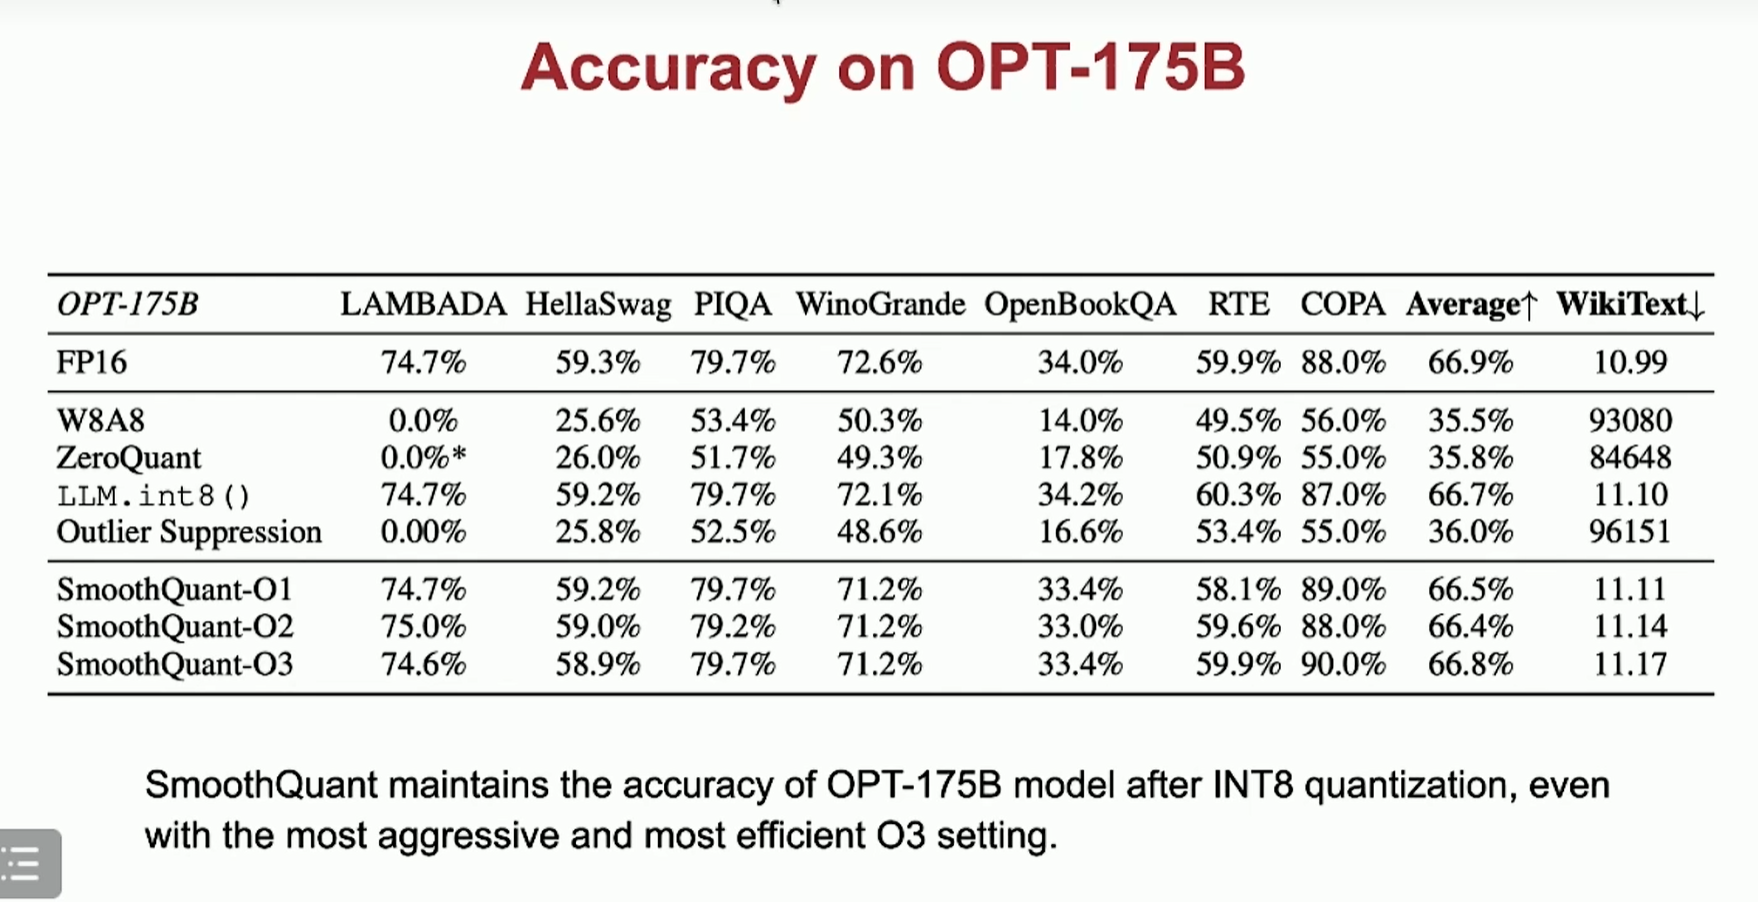 Accuracy on OPT-175B
OPT-175B LAMBADA HellaSwag PIQA WinoGrande OpenBookQA RTE COPA Average↑ WikiText↓
FP16 74.7% 59.3% 79.7% 72.6% 34.0% 59.9% 88.0% 66.9% 10.99
W8A8 0.0% 25.6% 53.4% 50.3% 14.0% 49.5% 56.0% 35.5% 93080
ZeroQuant 0.0%* 26.0% 51.7% 49.3% 17.8% 50.9% 55.0% 35.8% 84648
LLM.int8() 74.7% 59.2% 79.7% 72.1% 34.2% 60.3% 87.0% 66.7% 11.10
Outlier Suppression 0.00% 25.8% 52.5% 48.6% 16.6% 53.4% 55.0% 36.0% 96151
SmoothQuant-O1 74.7% 59.2% 79.7% 71.2% 33.4% 58.1% 89.0% 66.5% 11.11
SmoothQuant-O2 75.0% 59.0% 79.2% 71.2% 33.0% 59.6% 88.0% 66.4% 11.14
SmoothQuant-O3 74.6% 58.9% 79.7% 71.2% 33.4% 59.9% 90.0% 66.8% 11.17
SmoothQuant maintains the accuracy of OPT-175B model after INT8 quantization, even
with the most aggressive and most efficient O3 setting.